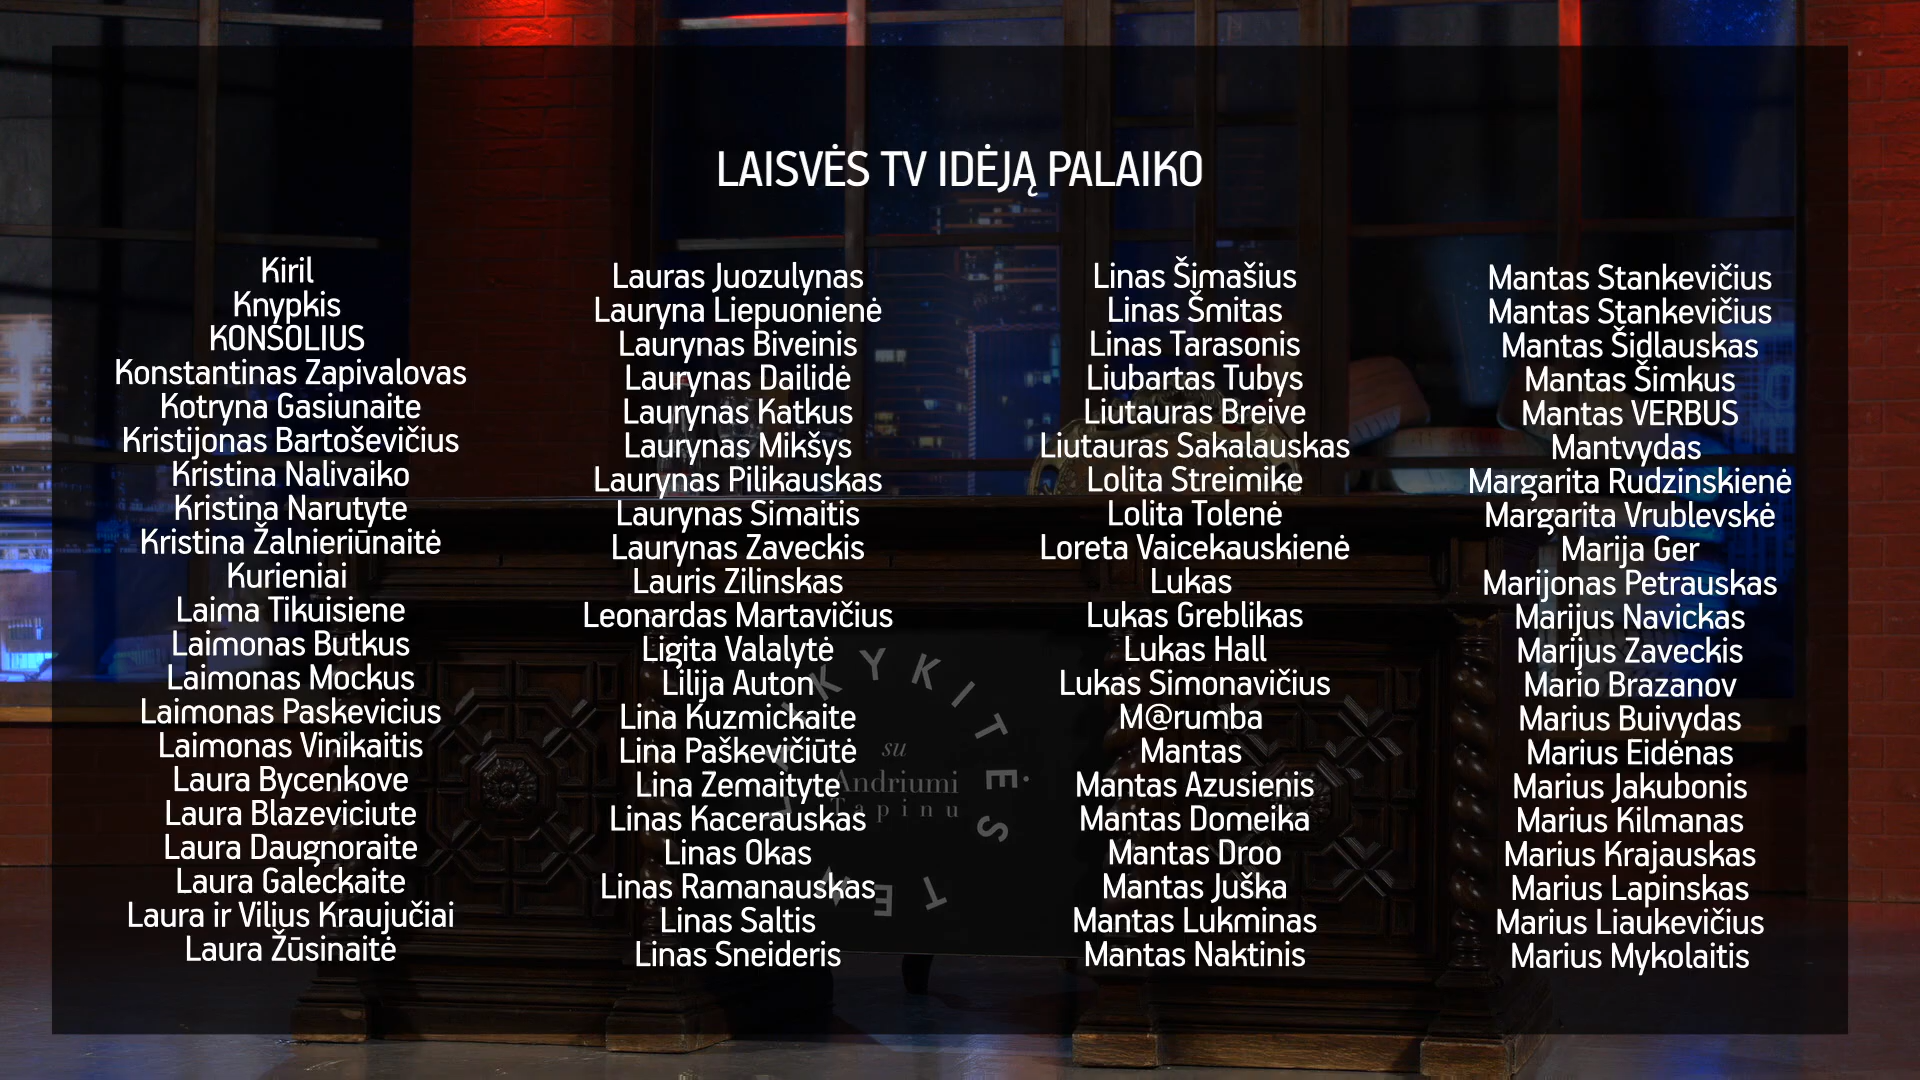 LAISVĖS TV IDĖJĄ PALAIKO
Kiril
Knypkis
KONSOLIUS
Konstantinas Zapivalovas
Kotryna Gasiunaite
Kristijonas Bartoševičius
Kristina Nalivaiko
Kristina Narutyte
Kristina Žalnieriūnaitė
Kurieniai
Laima Tikuisiene
Laimonas Butkus
Laimonas Mockus
Laimonas Paskevicius
Laimonas Vinikaitis
Laura Bycenkove
Laura Blazeviciute
Laura Daugnoraite
Laura Galeckaite
Laura ir Vilius Kraujučiai
Laura Žūsinaitė
Lauras Juozulynas
Lauryna Liepuonienė
Laurynas Biveinis
Laurynas Dailidė
Laurynas Katkus
Laurynas Mikšys
Laurynas Pilikauskas
Laurynas Simaitis
Laurynas Zaveckis
Lauris Zilinskas
Leonardas Martavičius
Ligita Valalytė
Lilija Auton
Lina Kuzmickaite
Lina Paškevičiūtė
Lina Zemaityte
Linas Kacerauskas
Linas Okas
Linas Ramanauskas
Linas Saltis
Linas Sneideris
Linas Šimašius
Linas Šmitas
Linas Tarasonis
Liubartas Tubys
Liutauras Breive
Liutauras Sakalauskas
Lolita Streimike
Lolita Tolenė
Loreta Vaicekauskienė
Lukas
Lukas Greblikas
Lukas Hall
Lukas Simonavičius
M@rumba
Mantas
Mantas Azusienis
Mantas Domeika
Mantas Droo
Mantas Juška
Mantas Lukminas
Mantas Naktinis
Mantas Stankevičius
Mantas Stankevičius
Mantas Šidlauskas
Mantas Šimkus
Mantas VERBUS
Mantvydas
Margarita Rudzinskienė
Margarita Vrublevskė
Marija Ger
Marijonas Petrauskas
Marijus Navickas
Marijus Zaveckis
Mario Brazanov
Marius Buivydas
Marius Eidėnas
Marius Jakubonis
Marius Kilmanas
Marius Krajauskas
Marius Lapinskas
Marius Liaukevičius
Marius Mykolaitis
su
Andriumi
Tapinu